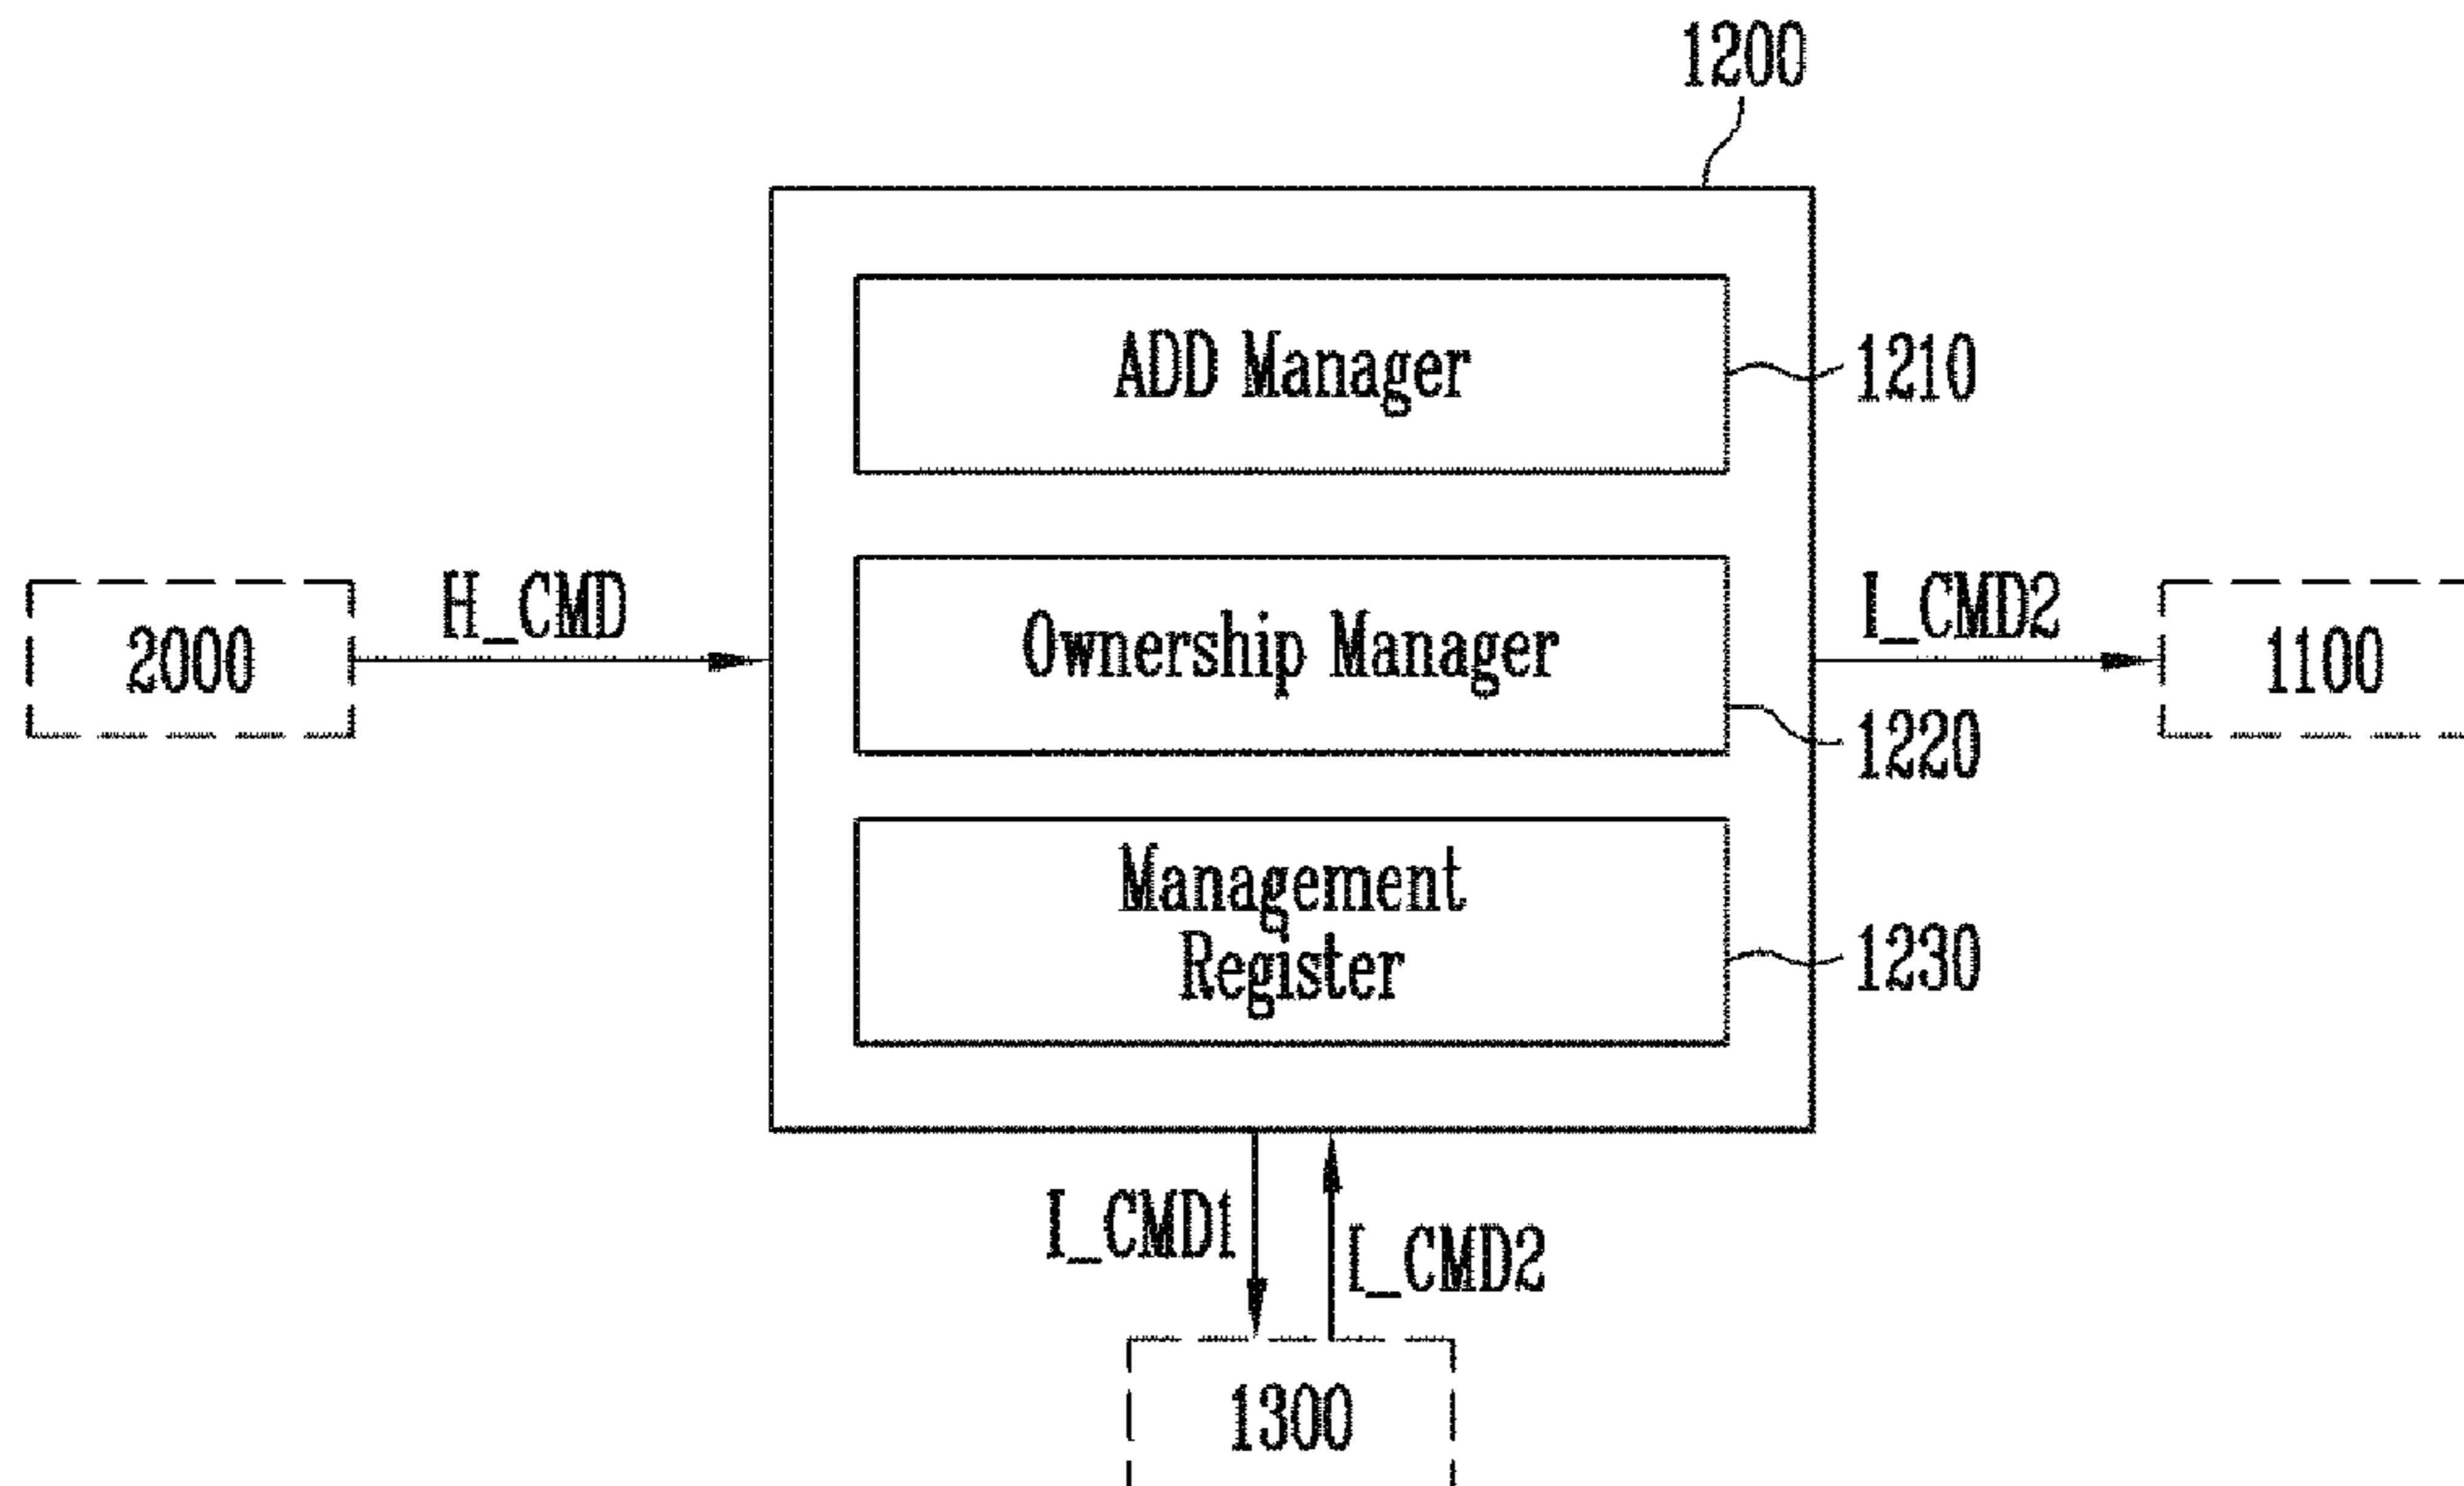 1200
ADD Manager
1210
2000
H_CMD
Ownership Manager
I_CMD2
1100
1220
Management
Register
1230
I_CMD1
I_CMD2
1300